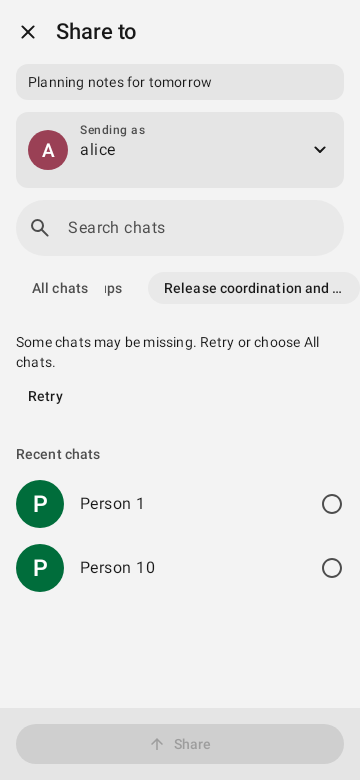 Share to
Planning notes for tomorrow
Sending as
A
alice
Search chats
All chats
Release coordination and ...
Some chats may be missing. Retry or choose All
chats.
Retry
Recent chats
P
Person 1
P
Person 10
Share